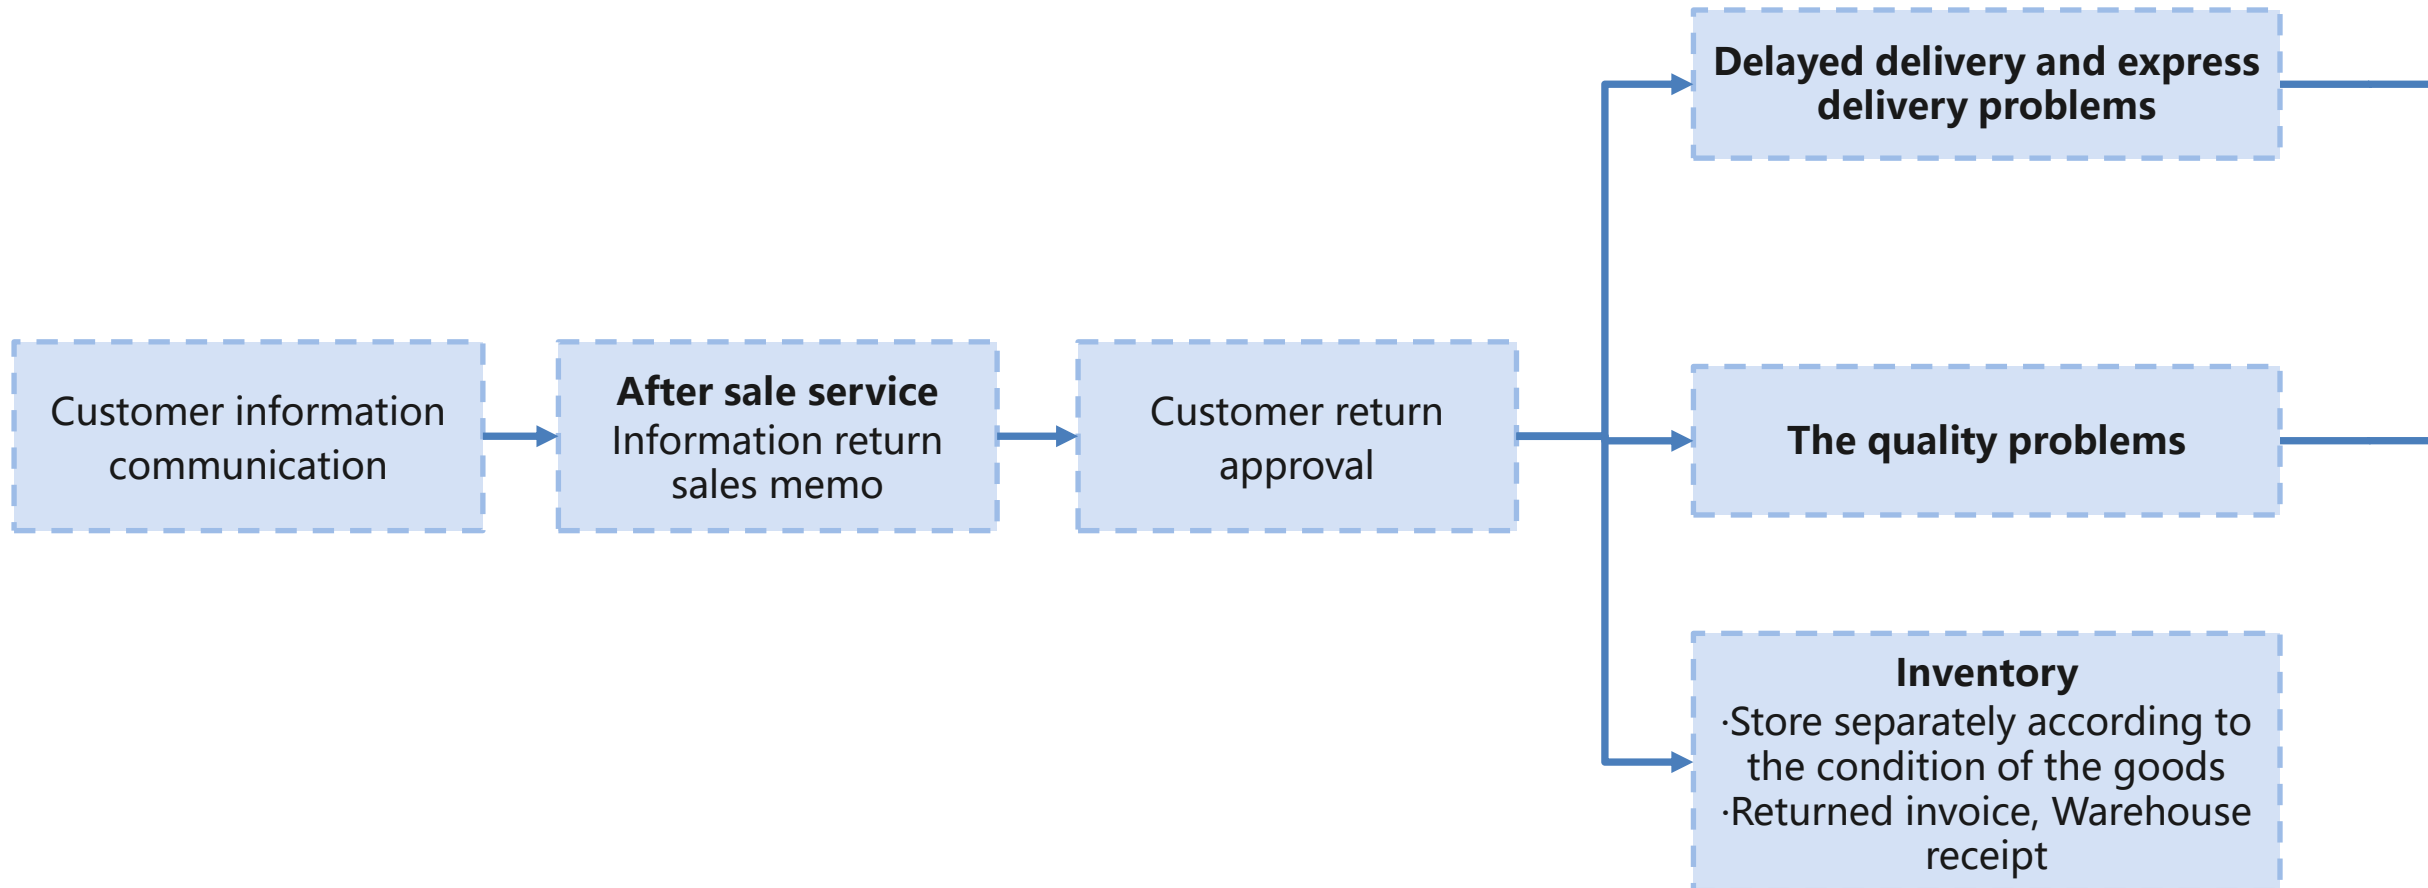 Customer information
communication
After sale service
Information return
sales memo
Customer return
approval
Delayed delivery and express
delivery problems
The quality problems
Inventory
·Store separately according to
the condition of the goods
·Returned invoice, Warehouse
receipt